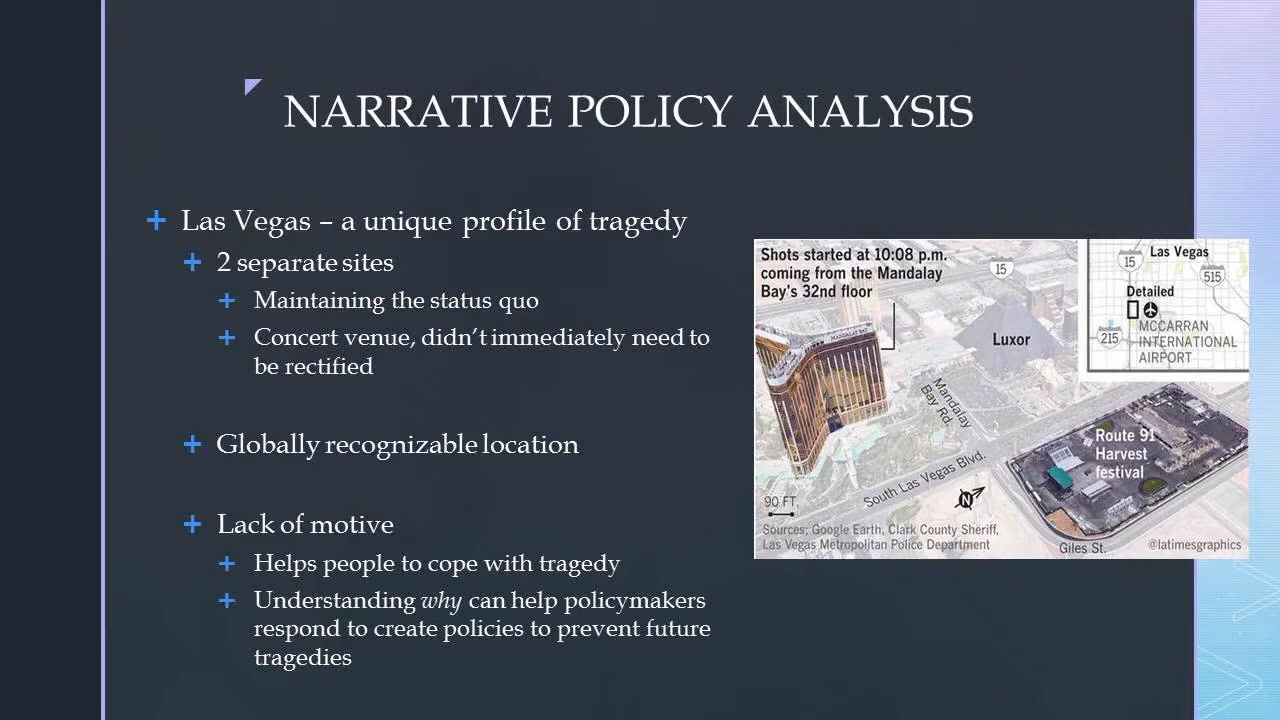 NARRATIVE POLICY ANALYSIS
Las Vegas – a unique profile of tragedy
2 separate sites
Maintaining the status quo
Concert venue, didn’t immediately need to
be rectified
Globally recognizable location
Lack of motive
Helps people to cope with tragedy
Understanding why can help policymakers
respond to create policies to prevent future
tragedies
Shots started at 10:08 p.m.
coming from the Mandalay
Bay's 32nd floor
MANDALAY BAY
15
Luxor
Mandalay
Bay Rd.
South Las Vegas Blvd.
Route 91
Harvest
festival
90 FT.
N
Giles St.
Sources: Google Earth, Clark County Sheriff,
Las Vegas Metropolitan Police Department
@latimesgraphics
Las Vegas
15
515
Detailed
215
MCCARRAN
INTERNATIONAL
AIRPORT